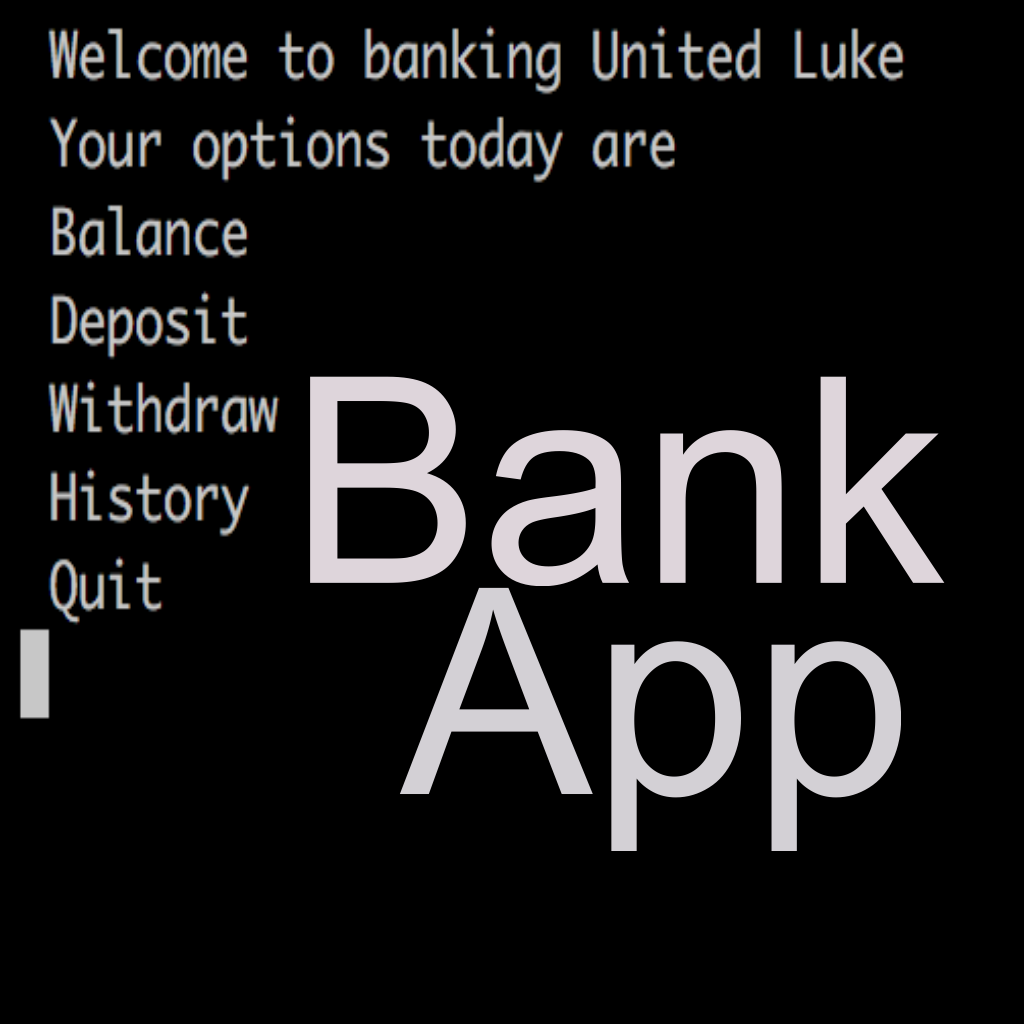 Welcome to banking United Luke
Your options today are
Balance
Deposit
Withdraw
History
Quit
Bank
App